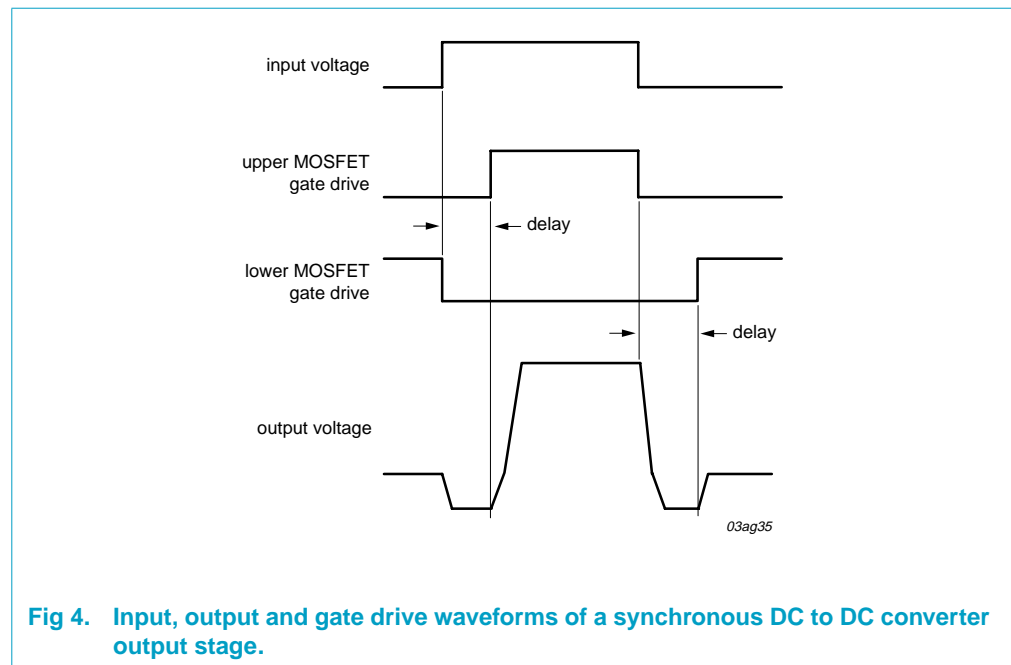 input voltage
upper MOSFET
gate drive
delay
lower MOSFET
gate drive
delay
output voltage
03ag35
Fig 4. Input, output and gate drive waveforms of a synchronous DC to DC converter
output stage.